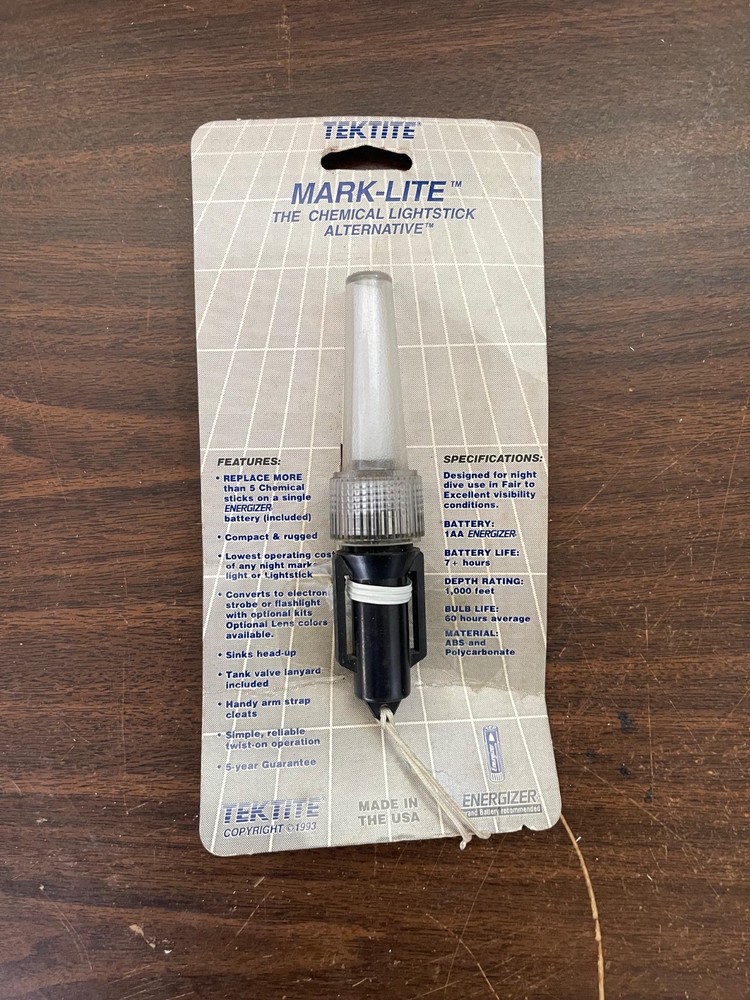 TEKTITE®
MARK-LITE™
THE CHEMICAL LIGHTSTICK
ALTERNATIVE™
FEATURES:
• REPLACE MORE
than 5 Chemical
sticks on a single
ENERGIZER
battery (included)
• Compact & rugged
• Lowest operating cost
of any night mark
light or Lightstick
• Converts to electron
strobe or flashlight
with optional kits
Optional Lens colors
available.
• Sinks head-up
• Tank valve lanyard
included
• Handy arm strap
cleats
• Simple, reliable
twist-on operation
• 5-year Guarantee
TEKTITE®
COPYRIGHT ©1993
MADE IN
THE USA
SPECIFICATIONS:
Designed for night
dive use in Fair to
Excellent visibility
conditions.
BATTERY:
1AA ENERGIZER
BATTERY LIFE:
7+ hours
DEPTH RATING:
1,000 feet
BULB LIFE:
60 hours average
MATERIAL:
ABS and
Polycarbonate
ENERGIZER
Battery recommended